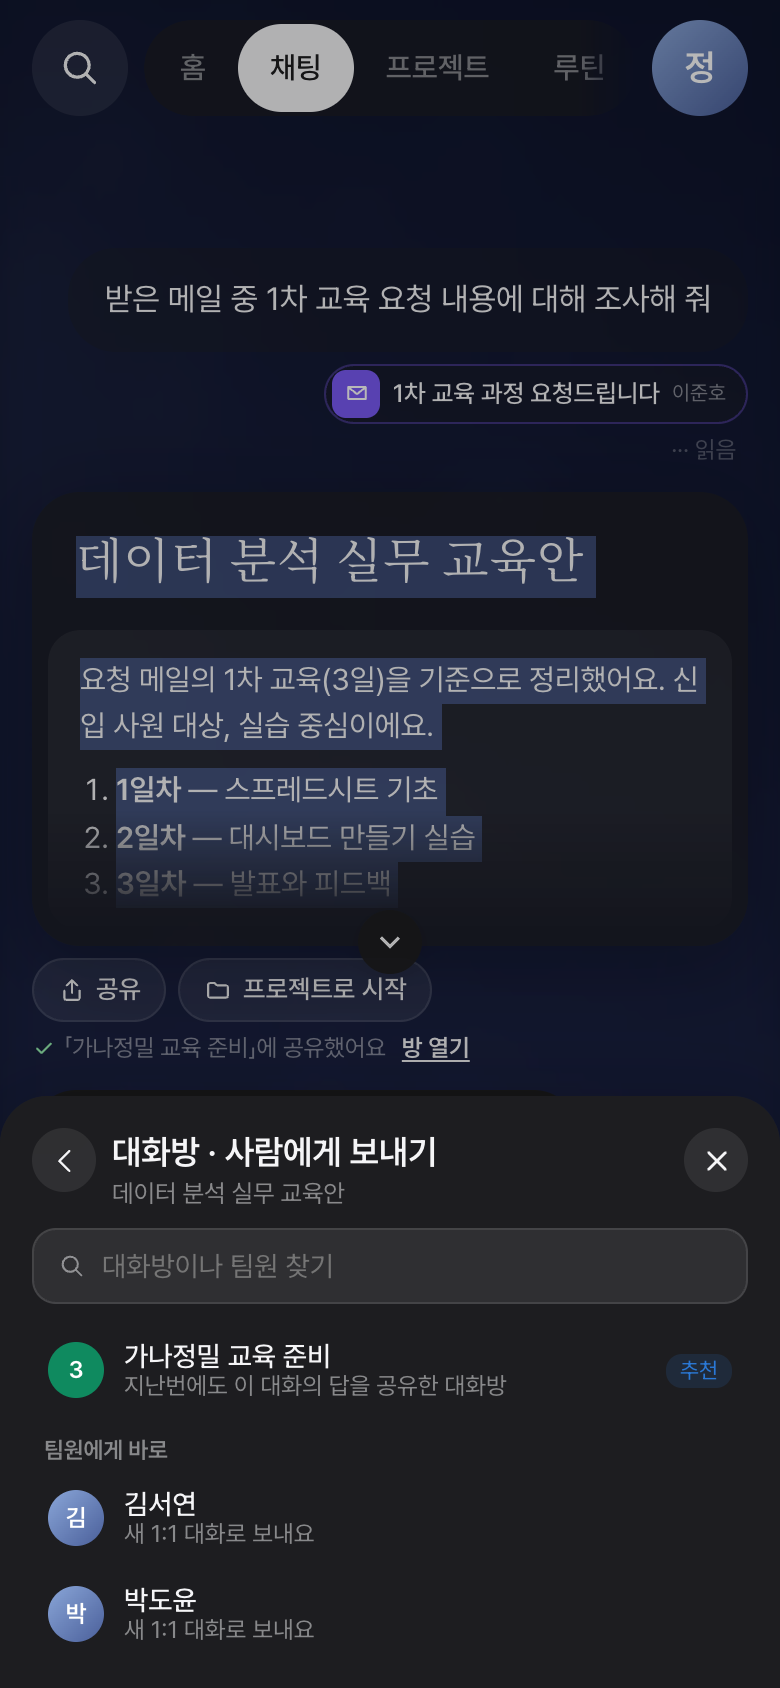 홈
채팅
프로젝트
루틴
정
받은 메일 중 1차 교육 요청 내용에 대해 조사해 줘
1차 교육 과정 요청드립니다 이준호
··· 읽음
데이터 분석 실무 교육안
요청 메일의 1차 교육(3일)을 기준으로 정리했어요. 신
입 사원 대상, 실습 중심이에요.
1. 1일차 — 스프레드시트 기초
2. 2일차 — 대시보드 만들기 실습
3. 3일차 — 발표와 피드백
공유
프로젝트로 시작
「가나정밀 교육 준비」에 공유했어요 방 열기
대화방 · 사람에게 보내기
데이터 분석 실무 교육안
대화방이나 팀원 찾기
3
가나정밀 교육 준비
지난번에도 이 대화의 답을 공유한 대화방
추천
팀원에게 바로
김
김서연
새 1:1 대화로 보내요
박
박도윤
새 1:1 대화로 보내요